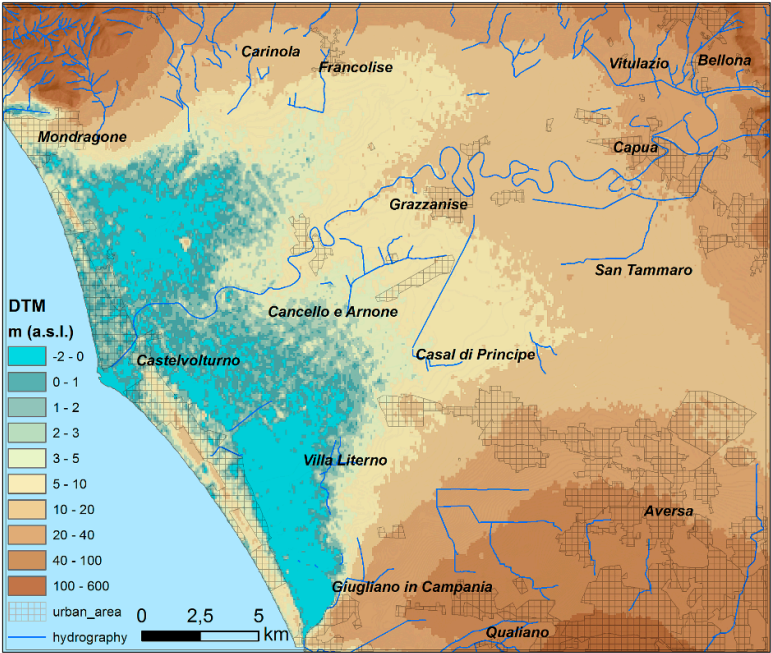 Carinola
Francolise
Vitulazio
Bellona
Mondragone
Capua
Grazzanise
San Tammaro
DTM
m (a.s.l.)
Cancello e Arnone
-2 - 0
Castelvolturno
Casal di Principe
0 - 1
1 - 2
2 - 3
3 - 5
Villa Literno
5 - 10
10 - 20
Aversa
20 - 40
40 - 100
100 - 600
Giugliano in Campania
urban_area
0 2,5 5
hydrography
km
Qualiano